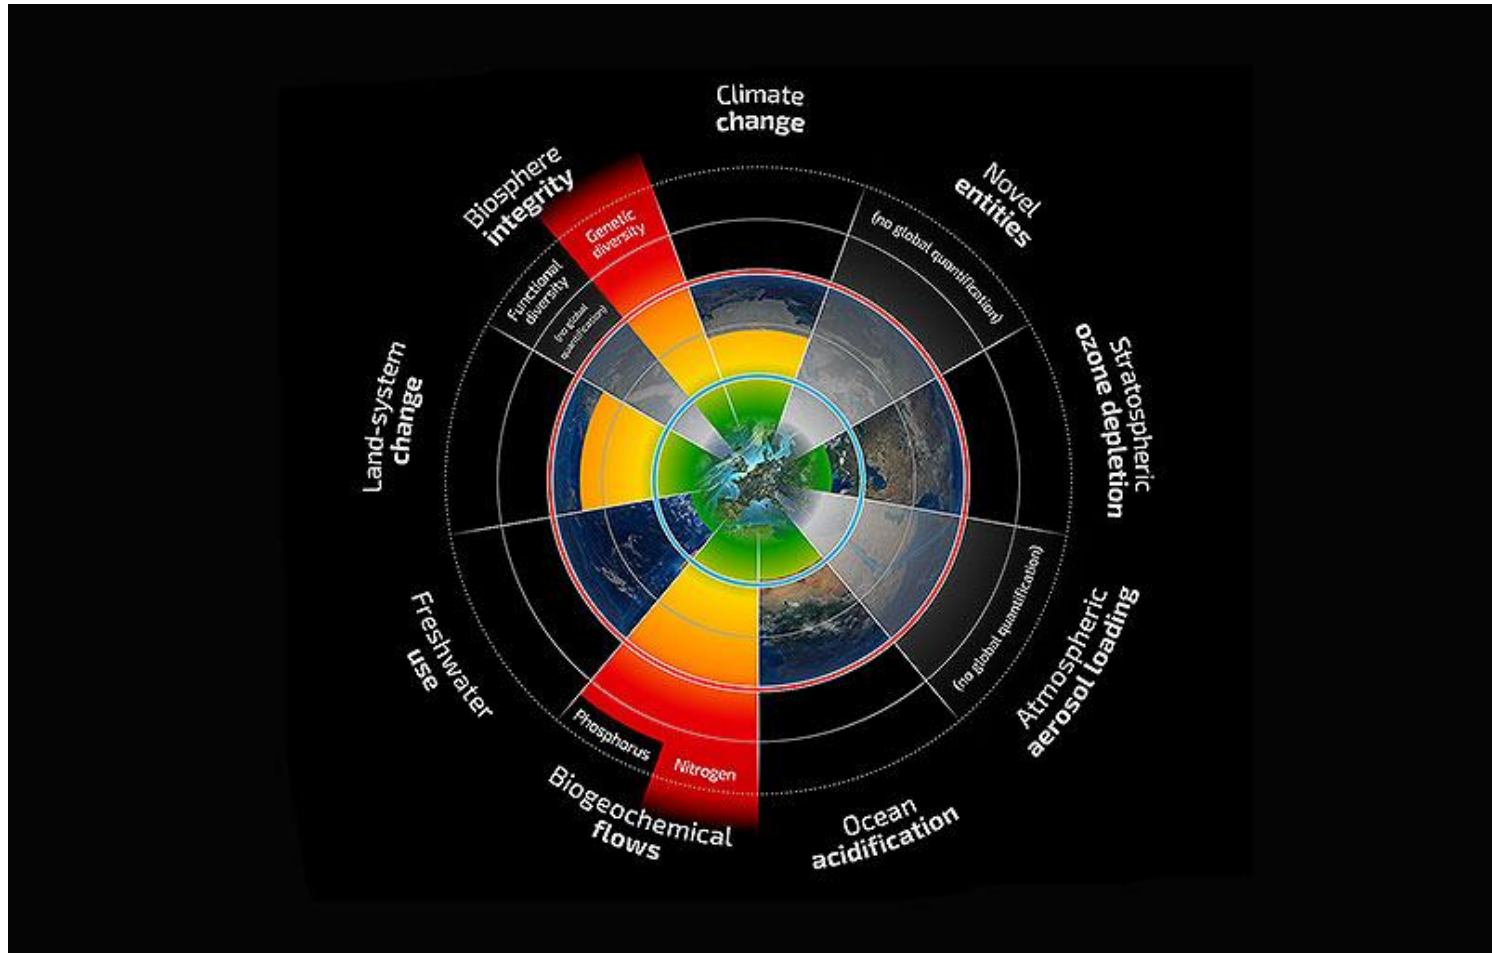 Climate
change
Novel
entities
(no global quantification)
Stratospheric
ozone depletion
Atmospheric
aerosol loading
(no global quantification)
Ocean
acidification
Biogeochemical
flows
Phosphorus
Nitrogen
Freshwater
use
Land-system
change
Biosphere
integrity
Functional
diversity
(no global
quantification)
Genetic
diversity